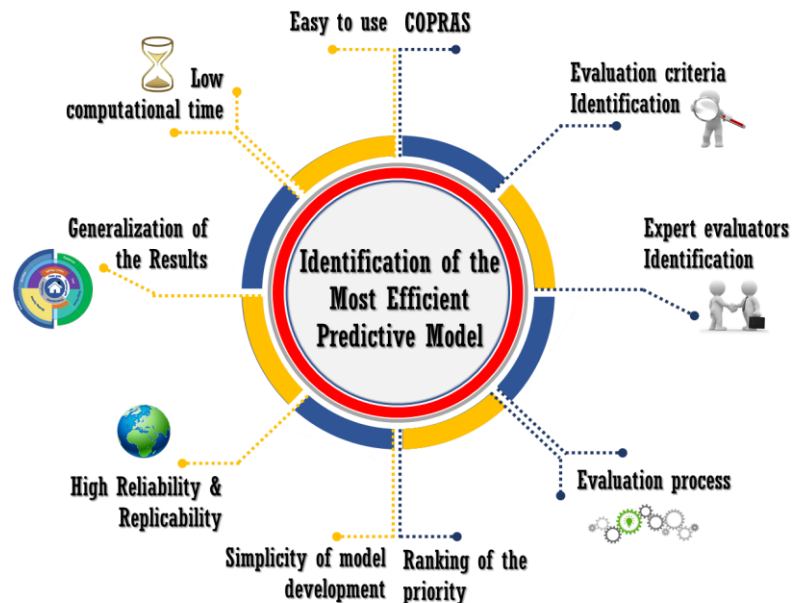 Easy to use
COPRAS
Low
computational time
Evaluation criteria
Identification
Generalization of
the Results
Expert evaluators
Identification
Identification of the
Most Efficient
Predictive Model
High Reliability &
Replicability
Evaluation process
Simplicity of model
development
Ranking of the
priority